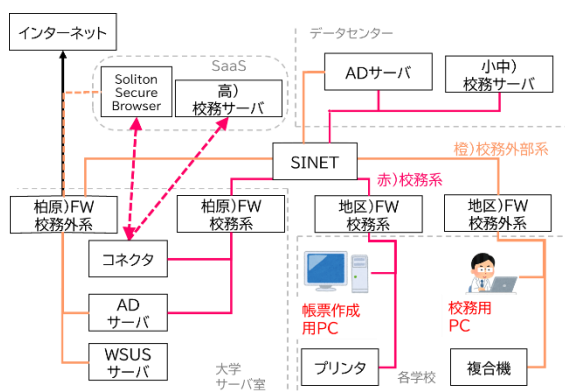 インターネット
データセンター
SaaS
Soliton
Secure
Browser
高)
校務サーバ
ADサーバ
小中)
校務サーバ
橙)校務外部系
SINET
赤)校務系
柏原)FW
校務外系
柏原)FW
校務系
地区)FW
校務系
地区)FW
校務外系
コネクタ
帳票作成
用PC
校務用
PC
AD
サーバ
WSUS
サーバ
大学
サーバ室
プリンタ
各学校
複合機